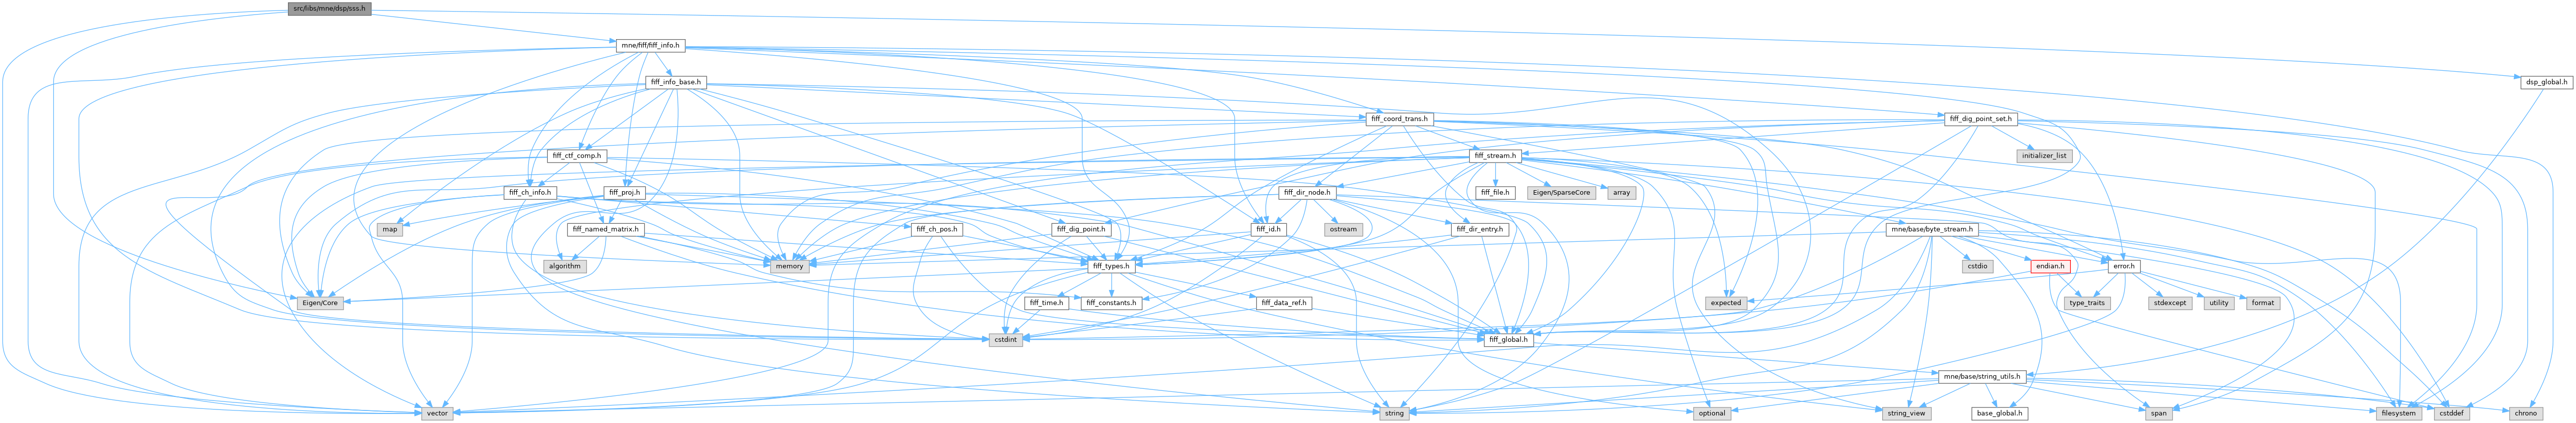 src/libs/mne/dsp/sss.h
mne/fiff/fiff_info.h
fiff_info_base.h
dsp_global.h
fiff_coord_trans.h
fiff_dig_point_set.h
fiff_ctf_comp.h
fiff_stream.h
initializer_list
fiff_ch_info.h
fiff_proj.h
fiff_dir_node.h
fiff_file.h
Eigen/SparseCore
array
map
fiff_named_matrix.h
fiff_ch_pos.h
fiff_dig_point.h
fiff_id.h
ostream
fiff_dir_entry.h
mne/base/byte_stream.h
algorithm
memory
fiff_types.h
cstdio
endian.h
error.h
Eigen/Core
fiff_time.h
fiff_constants.h
fiff_data_ref.h
expected
type_traits
stdexcept
utility
format
cstdint
fiff_global.h
mne/base/string_utils.h
vector
string
optional
string_view
base_global.h
span
filesystem
cstddef
chrono